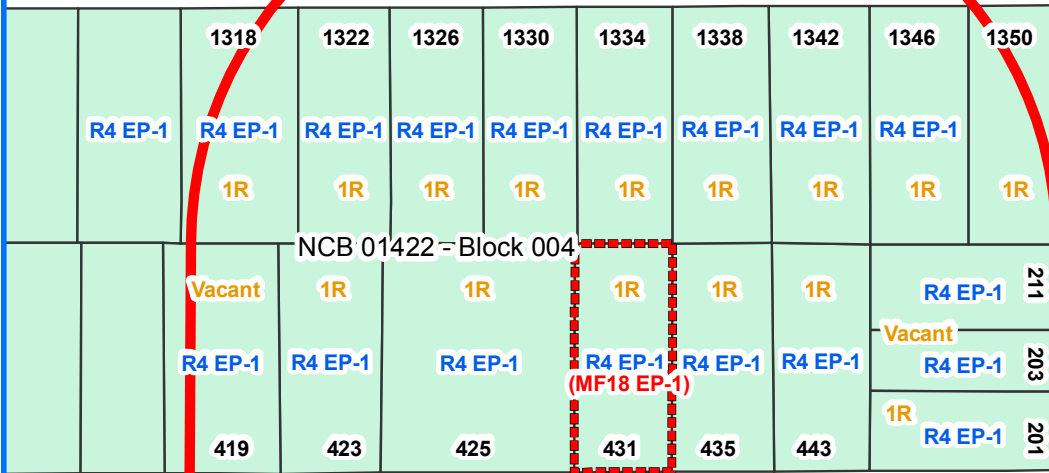 1318 1322 1326 1330 1334 1338 1342 1346 1350
R4 EP-1 R4 EP-1 R4 EP-1 R4 EP-1 R4 EP-1 R4 EP-1 R4 EP-1 R4 EP-1 R4 EP-1
1R 1R 1R 1R 1R 1R 1R 1R 1R
NCB 01422 - Block 004
Vacant 1R 1R 1R 1R 1R
R4 EP-1 211
Vacant
R4 EP-1 R4 EP-1 R4 EP-1 R4 EP-1 R4 EP-1 R4 EP-1 R4 EP-1 203
(MF18 EP-1)
1R
R4 EP-1 201
419 423 425 431 435 443